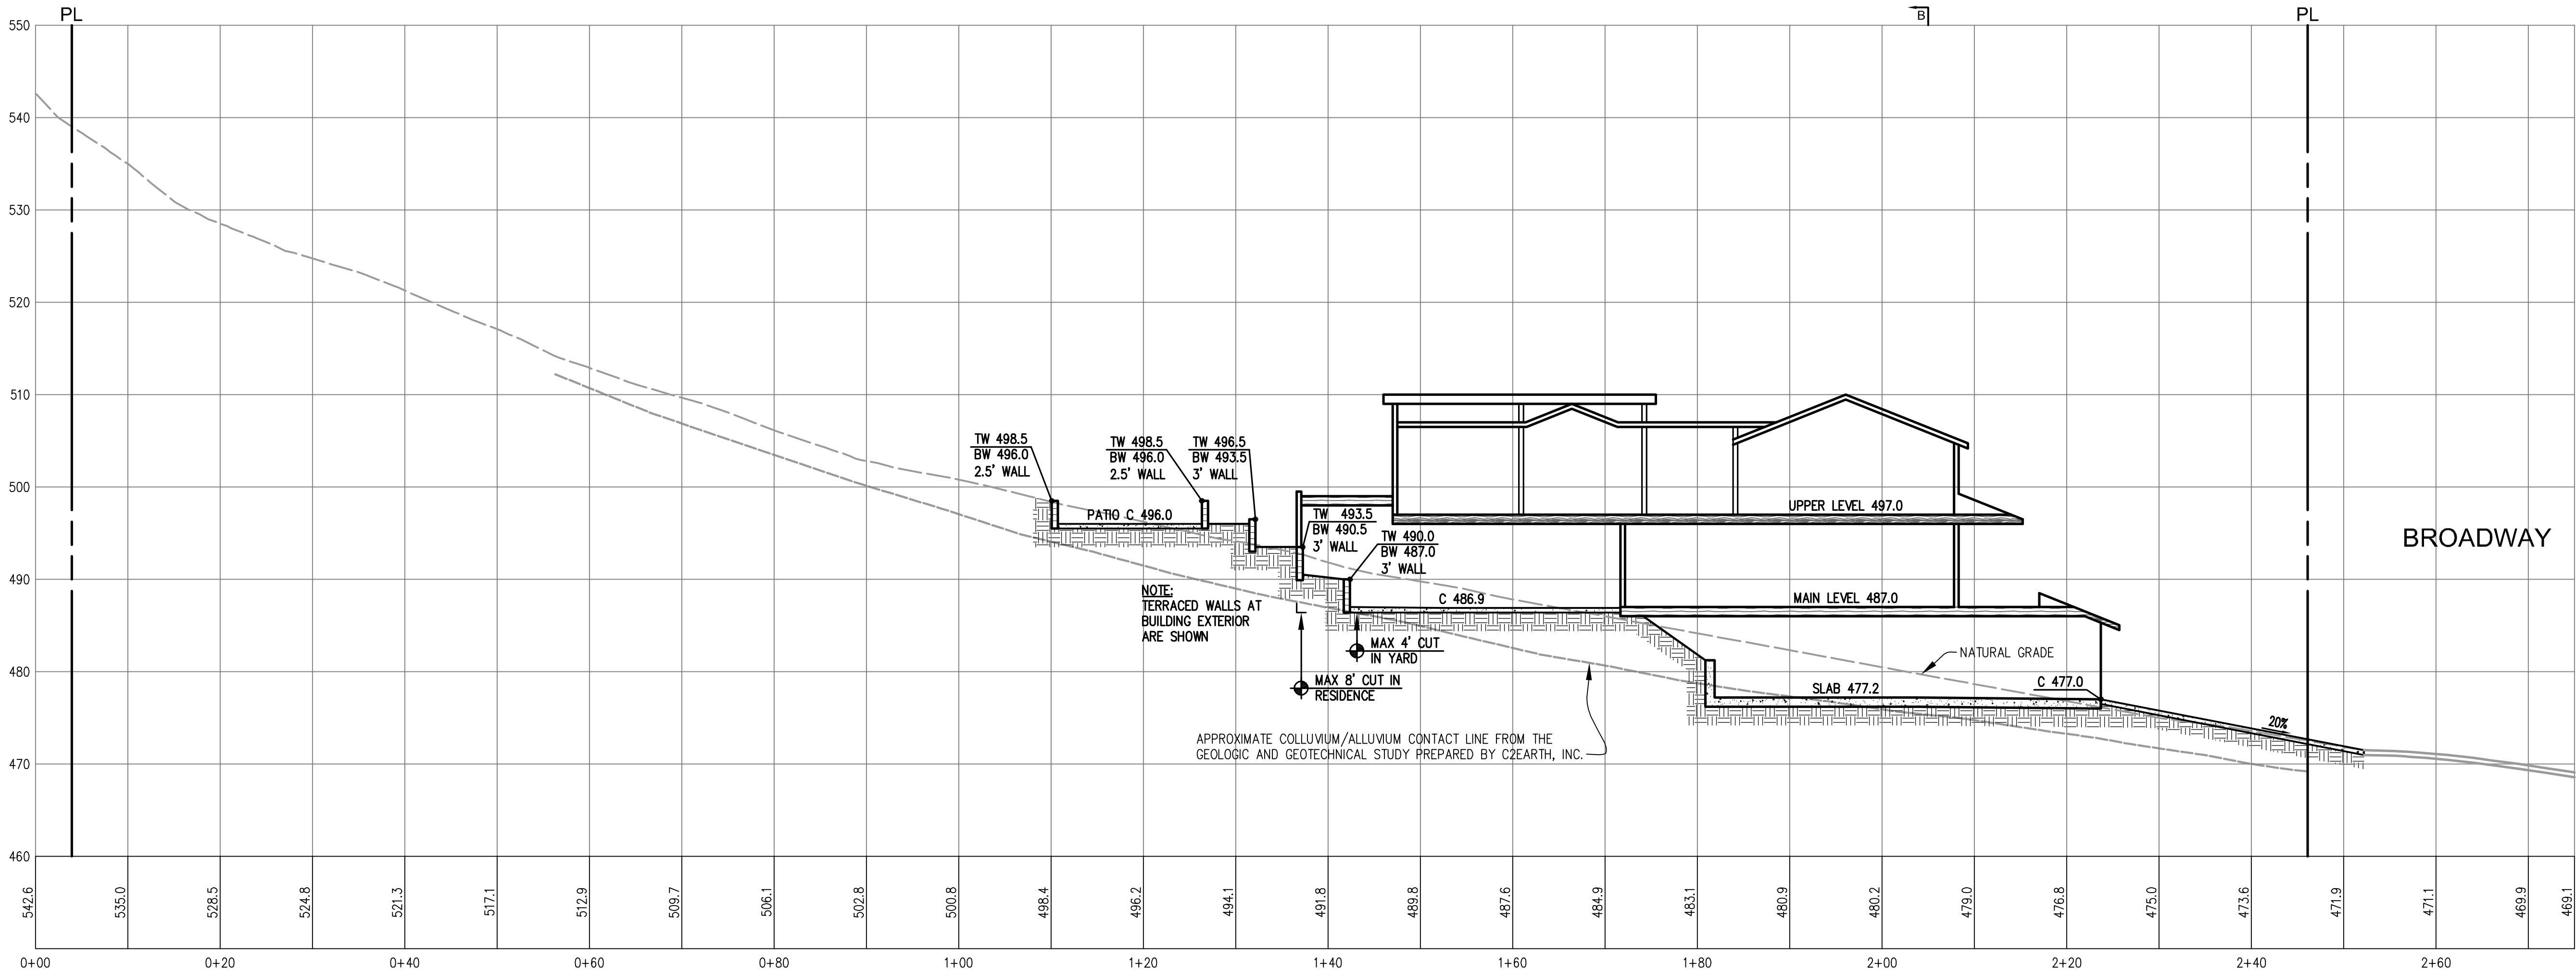 PL
B
PL
550
540
530
520
510
500
490
480
470
460
TW 498.5
BW 496.0
2.5' WALL
TW 498.5
BW 496.0
2.5' WALL
TW 496.5
BW 493.5
3' WALL
PATIO C 496.0
TW 493.5
BW 490.5
3' WALL
TW 490.0
BW 487.0
3' WALL
UPPER LEVEL 497.0
BROADWAY
NOTE:
TERRACED WALLS AT
BUILDING EXTERIOR
ARE SHOWN
C 486.9
MAIN LEVEL 487.0
MAX 4' CUT
IN YARD
MAX 8' CUT IN
RESIDENCE
NATURAL GRADE
SLAB 477.2
C 477.0
20%
APPROXIMATE COLLUVIUM/ALLUVIUM CONTACT LINE FROM THE
GEOLOGIC AND GEOTECHNICAL STUDY PREPARED BY C2EARTH, INC.
542.6
535.0
528.5
524.8
521.3
517.1
512.9
509.7
506.1
502.8
500.8
498.4
496.2
494.1
491.8
489.8
487.6
484.9
483.1
480.9
480.2
479.0
476.8
475.0
473.6
471.9
471.1
469.9
469.1
0+00
0+20
0+40
0+60
0+80
1+00
1+20
1+40
1+60
1+80
2+00
2+20
2+40
2+60